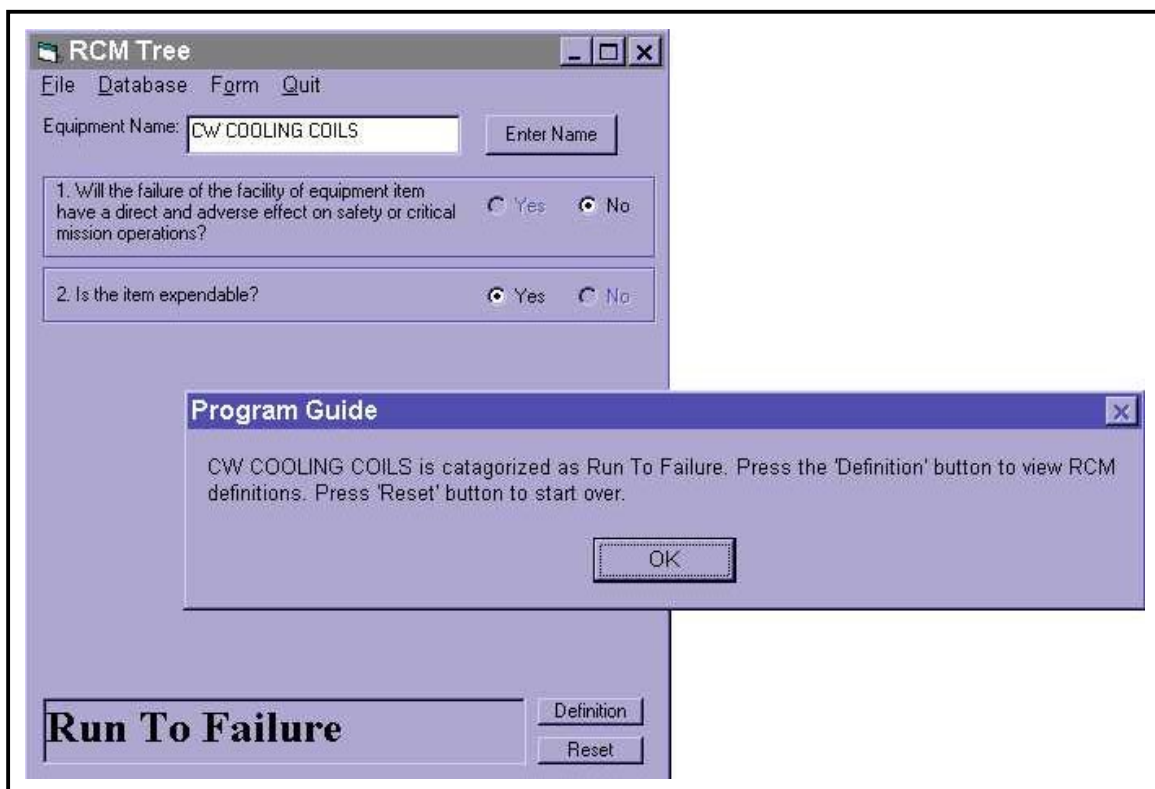 RCM Tree
File Database Form Quit
Equipment Name: CW COOLING COILS Enter Name
1. Will the failure of the facility of equipment item
have a direct and adverse effect on safety or critical
mission operations?
Yes No
2. Is the item expendable? Yes No
Program Guide
CW COOLING COILS is catagorized as Run To Failure. Press the 'Definition' button to view RCM
definitions. Press 'Reset' button to start over.
OK
Run To Failure
Definition
Reset